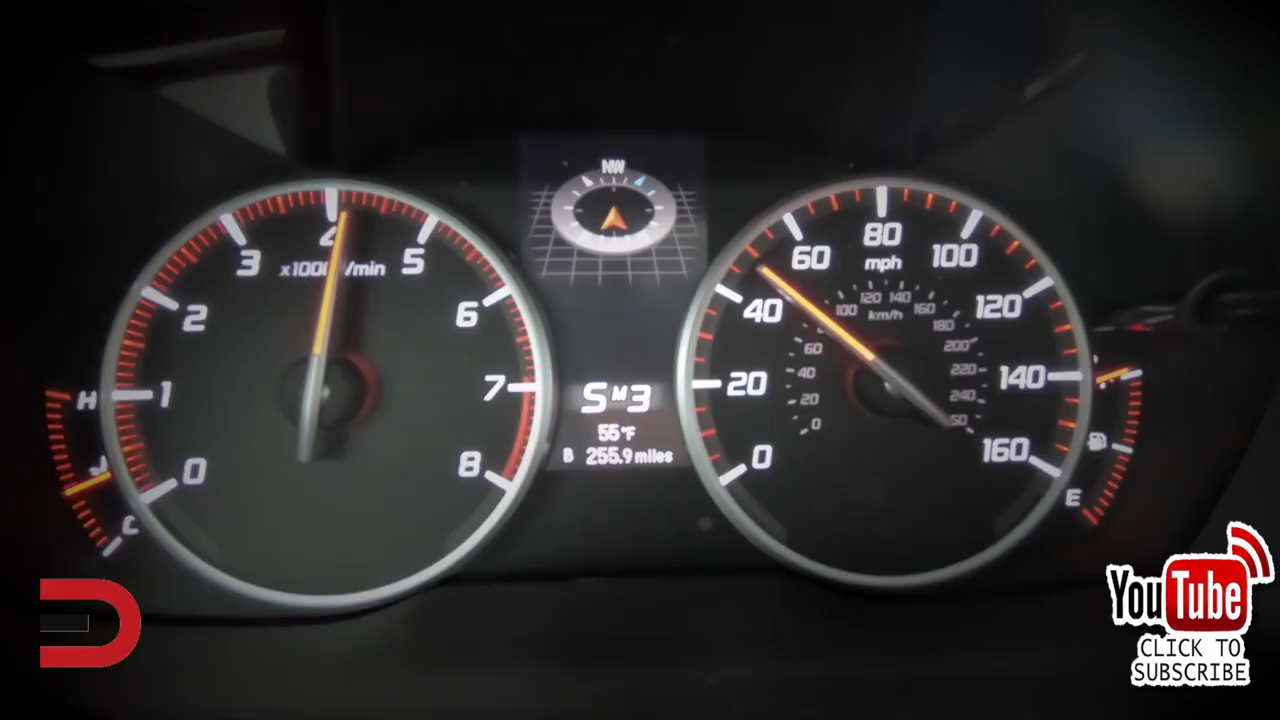 NW
0
1
2
3
4
5
6
7
8
x1000 /min
H
C
S M 3
55°F
B 255.9 miles
0
20
40
60
80
100
120
140
160
mph
0
20
40
60
100
120
140
160
180
200
220
240
km/h
E
YouTube
CLICK TO
SUBSCRIBE